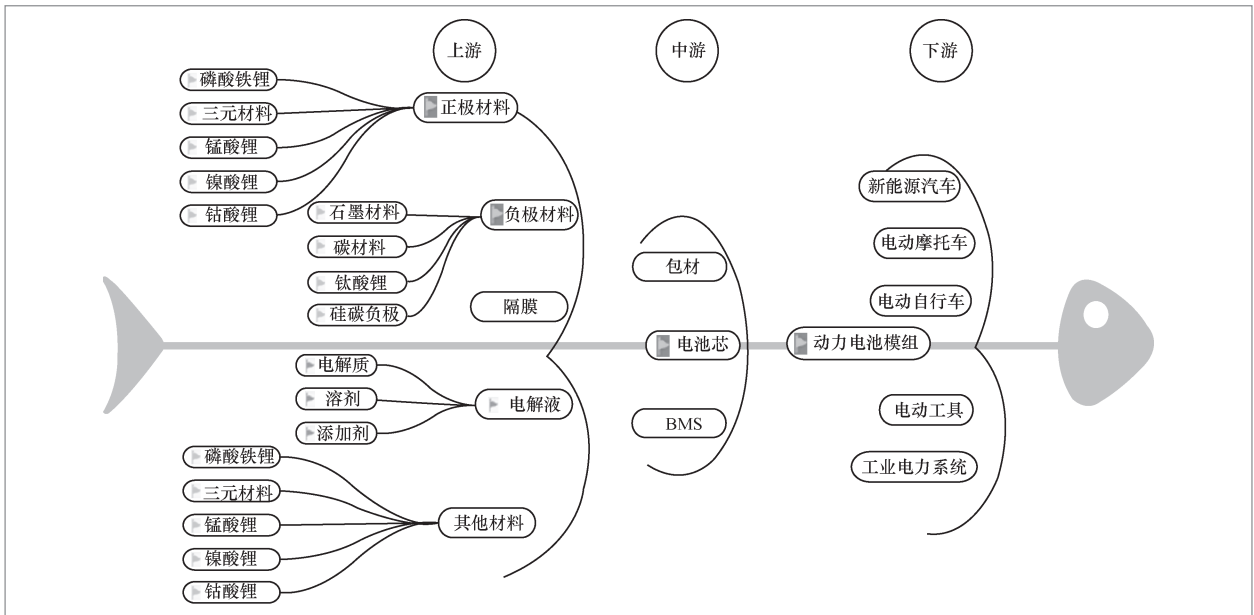 上游
中游
下游
磷酸铁锂
三元材料
锰酸锂
镍酸锂
钴酸锂
正极材料
石墨材料
碳材料
钛酸锂
硅碳负极
负极材料
隔膜
电解质
溶剂
添加剂
电解液
磷酸铁锂
三元材料
锰酸锂
镍酸锂
钴酸锂
其他材料
包材
电池芯
BMS
新能源汽车
电动摩托车
电动自行车
动力电池模组
电动工具
工业电力系统